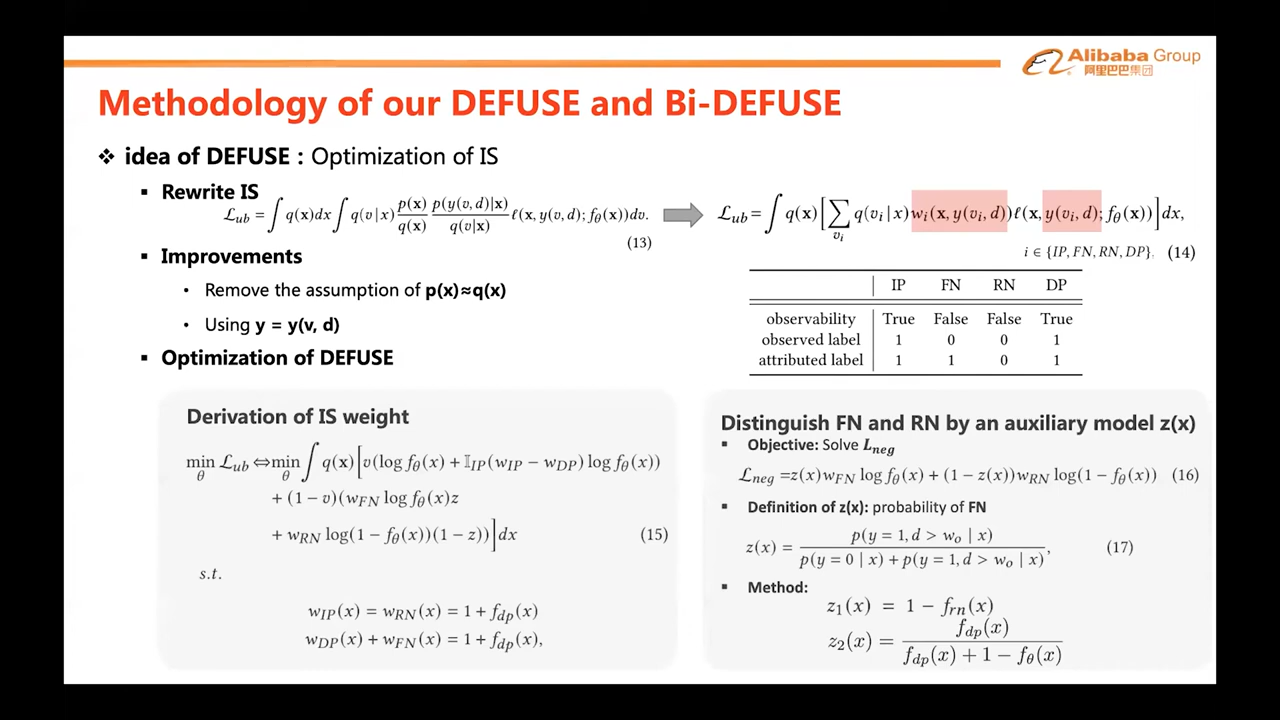 Alibaba Group
阿里巴巴集团
Methodology of our DEFUSE and Bi-DEFUSE
❖ idea of DEFUSE : Optimization of IS
▪ Rewrite IS
ℒ_ub = ∫ q(x)dx ∫ q(v|x) p(x)/q(x) p(y(v, d)|x)/q(v|x) ℓ(x, y(v, d); f_θ(x))dv.
(13)
ℒ_ub = ∫ q(x)[∑_{v_i} q(v_i|x)w_i(x, y(v_i, d))ℓ(x, y(v_i, d); f_θ(x))]dx,
i ∈ {IP, FN, RN, DP}. (14)
▪ Improvements
• Remove the assumption of p(x)≈q(x)
• Using y = y(v, d)
▪ Optimization of DEFUSE
IP FN RN DP
observability True False False True
observed label 1 0 0 1
attributed label 1 1 0 1
Derivation of IS weight
min_θ ℒ_ub ⇔ min_θ ∫ q(x)[v(log f_θ(x) + 𝕀_IP(w_IP − w_DP) log f_θ(x))
+ (1 − v)(w_FN log f_θ(x)z
+ w_RN log(1 − f_θ(x))(1 − z))]dx (15)
s.t.
w_IP(x) = w_RN(x) = 1 + f_dp(x)
w_DP(x) + w_FN(x) = 1 + f_dp(x),
Distinguish FN and RN by an auxiliary model z(x)
▪ Objective: Solve L_neg
ℒ_neg =z(x)w_FN log f_θ(x) + (1 − z(x))w_RN log(1 − f_θ(x)) (16)
▪ Definition of z(x): probability of FN
z(x) = p(y = 1, d > w_o | x) / p(y = 0 | x) + p(y = 1, d > w_o | x), (17)
▪ Method:
z_1(x) = 1 − f_rn(x)
z_2(x) = f_dp(x) / f_dp(x) + 1 − f_θ(x)